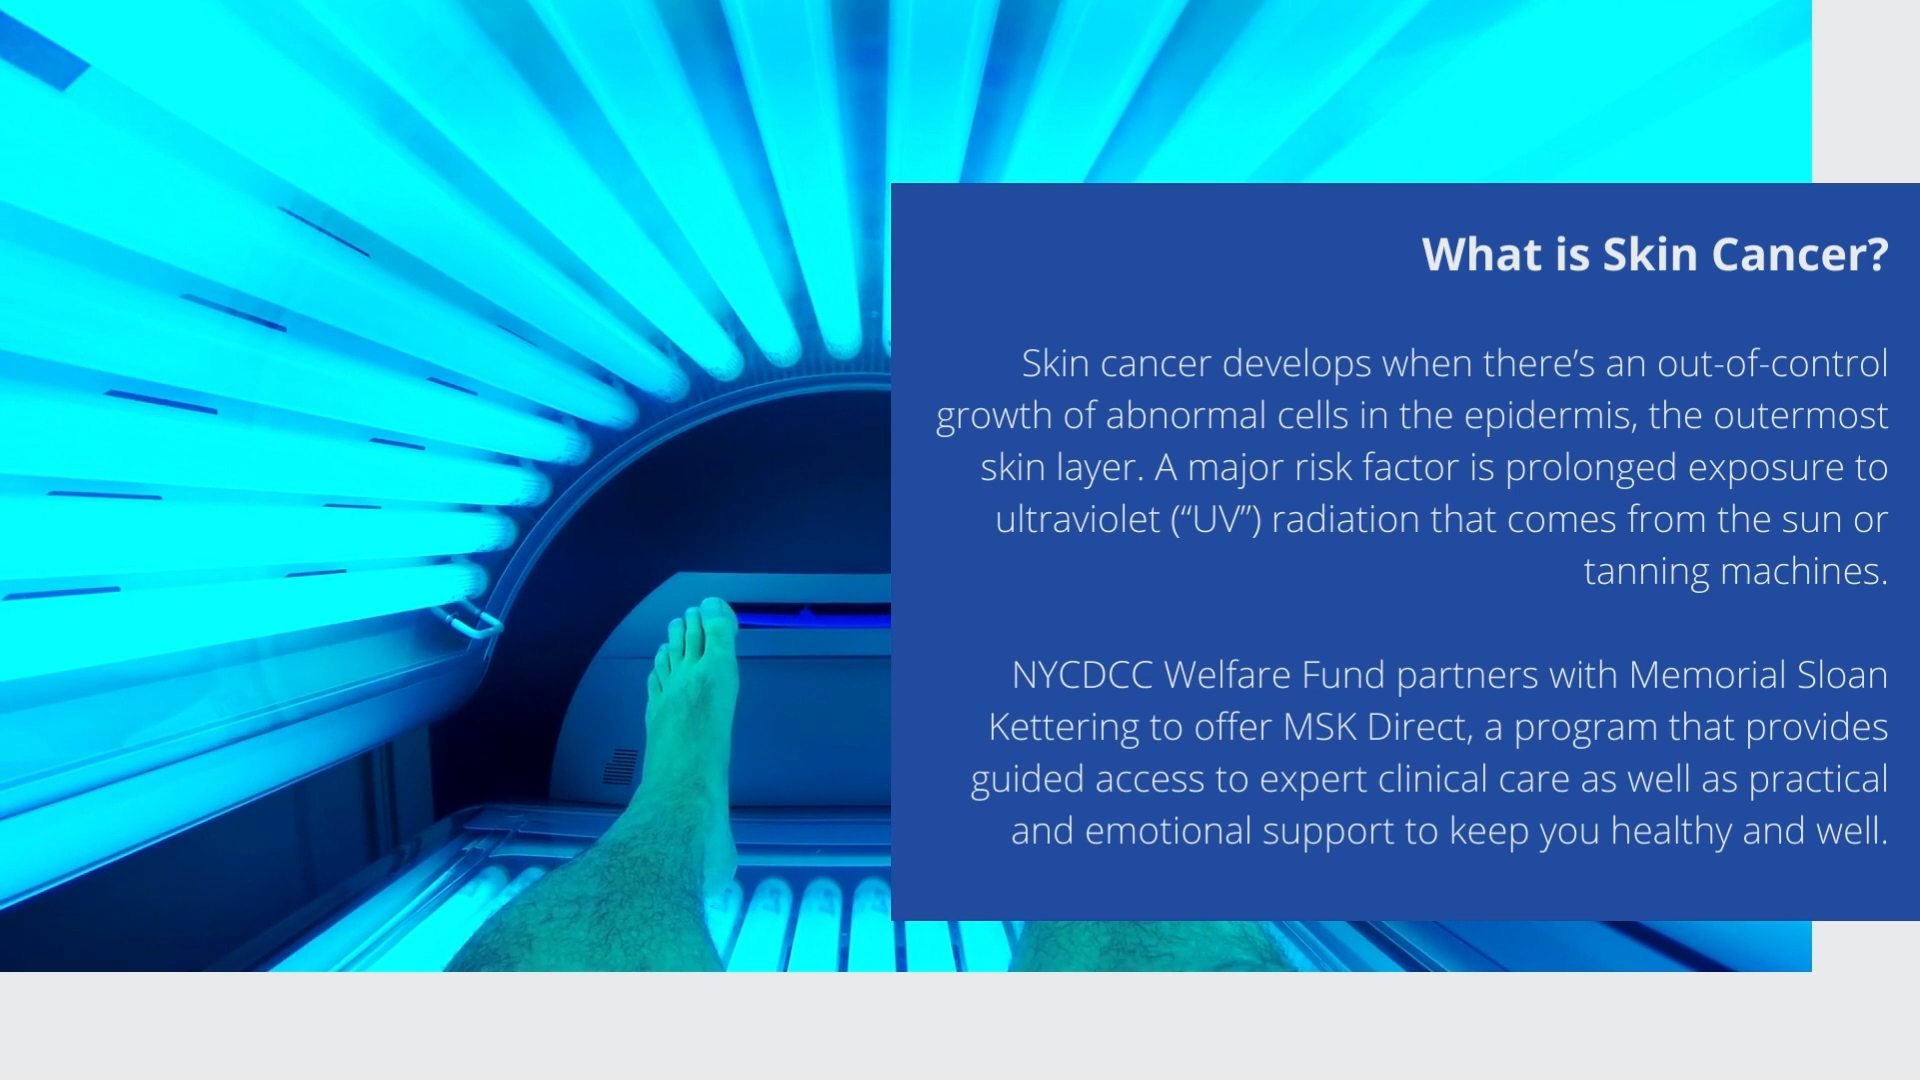 What is Skin Cancer?
Skin cancer develops when there’s an out-of-control
growth of abnormal cells in the epidermis, the outermost
skin layer. A major risk factor is prolonged exposure to
ultraviolet (“UV”) radiation that comes from the sun or
tanning machines.
NYCDCC Welfare Fund partners with Memorial Sloan
Kettering to offer MSK Direct, a program that provides
guided access to expert clinical care as well as practical
and emotional support to keep you healthy and well.